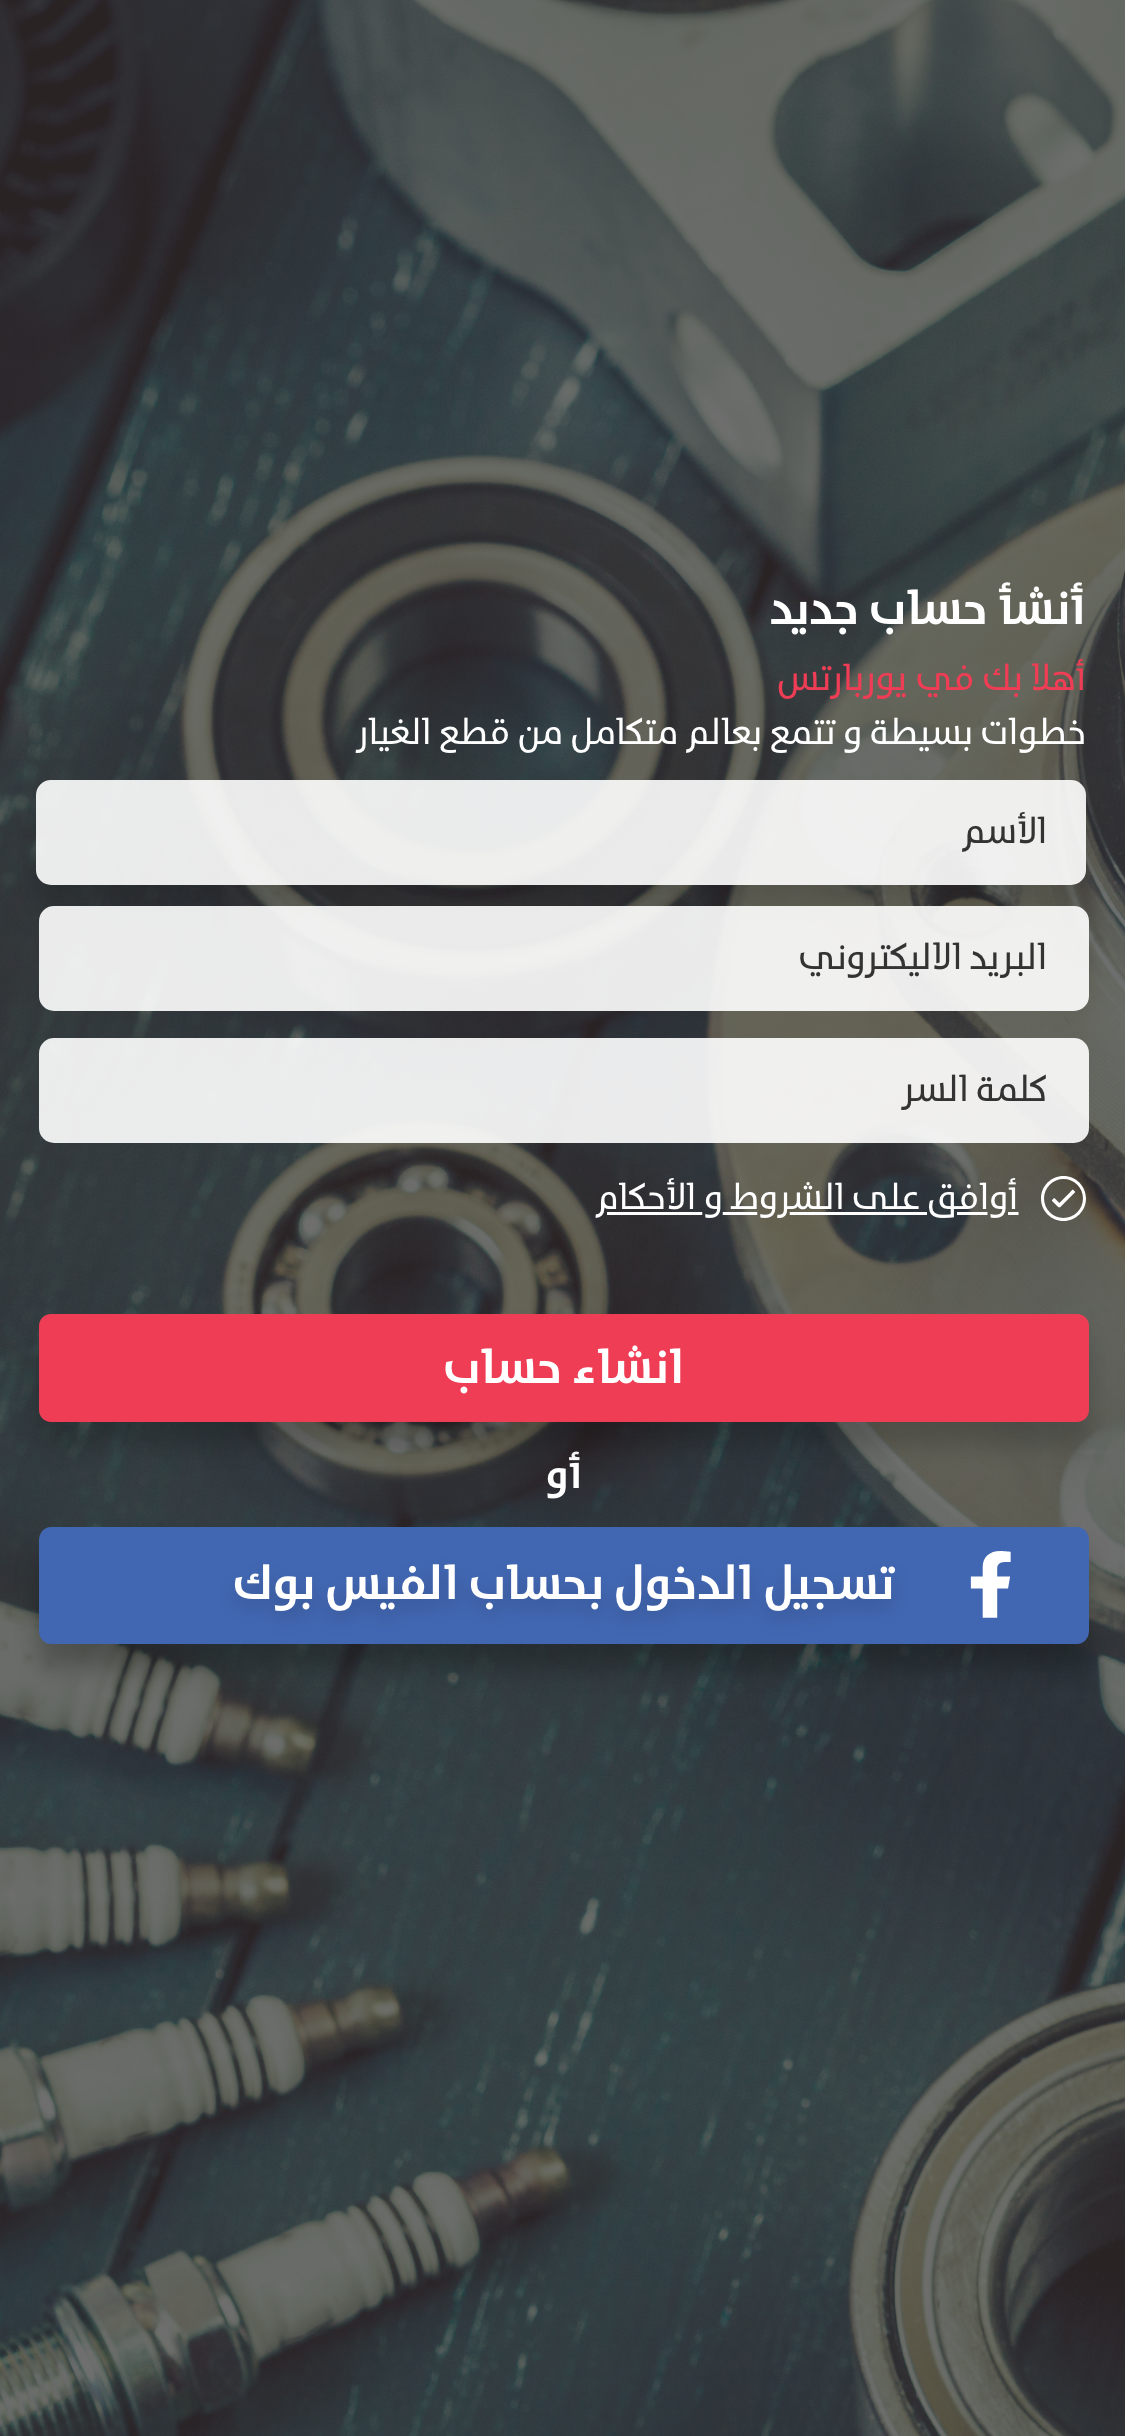 أنشأ حساب جديد
أهلا بك في يوربارتس
خطوات بسيطة و تتمع بعالم متكامل من قطع الغيار
الأسم
البريد الاليكتروني
كلمة السر
أوافق على الشروط و الأحكام
انشاء حساب
أو
تسجيل الدخول بحساب الفيس بوك